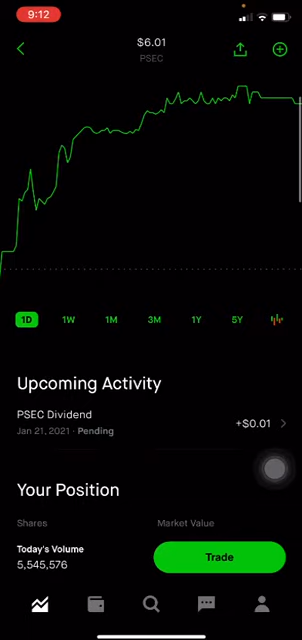 9:12
$6.01
PSEC
1D 1W 1M 3M 1Y 5Y
Upcoming Activity
PSEC Dividend
+$0.01
Jan 21, 2021 · Pending
Your Position
Shares Market Value
Today's Volume
5,545,576
Trade